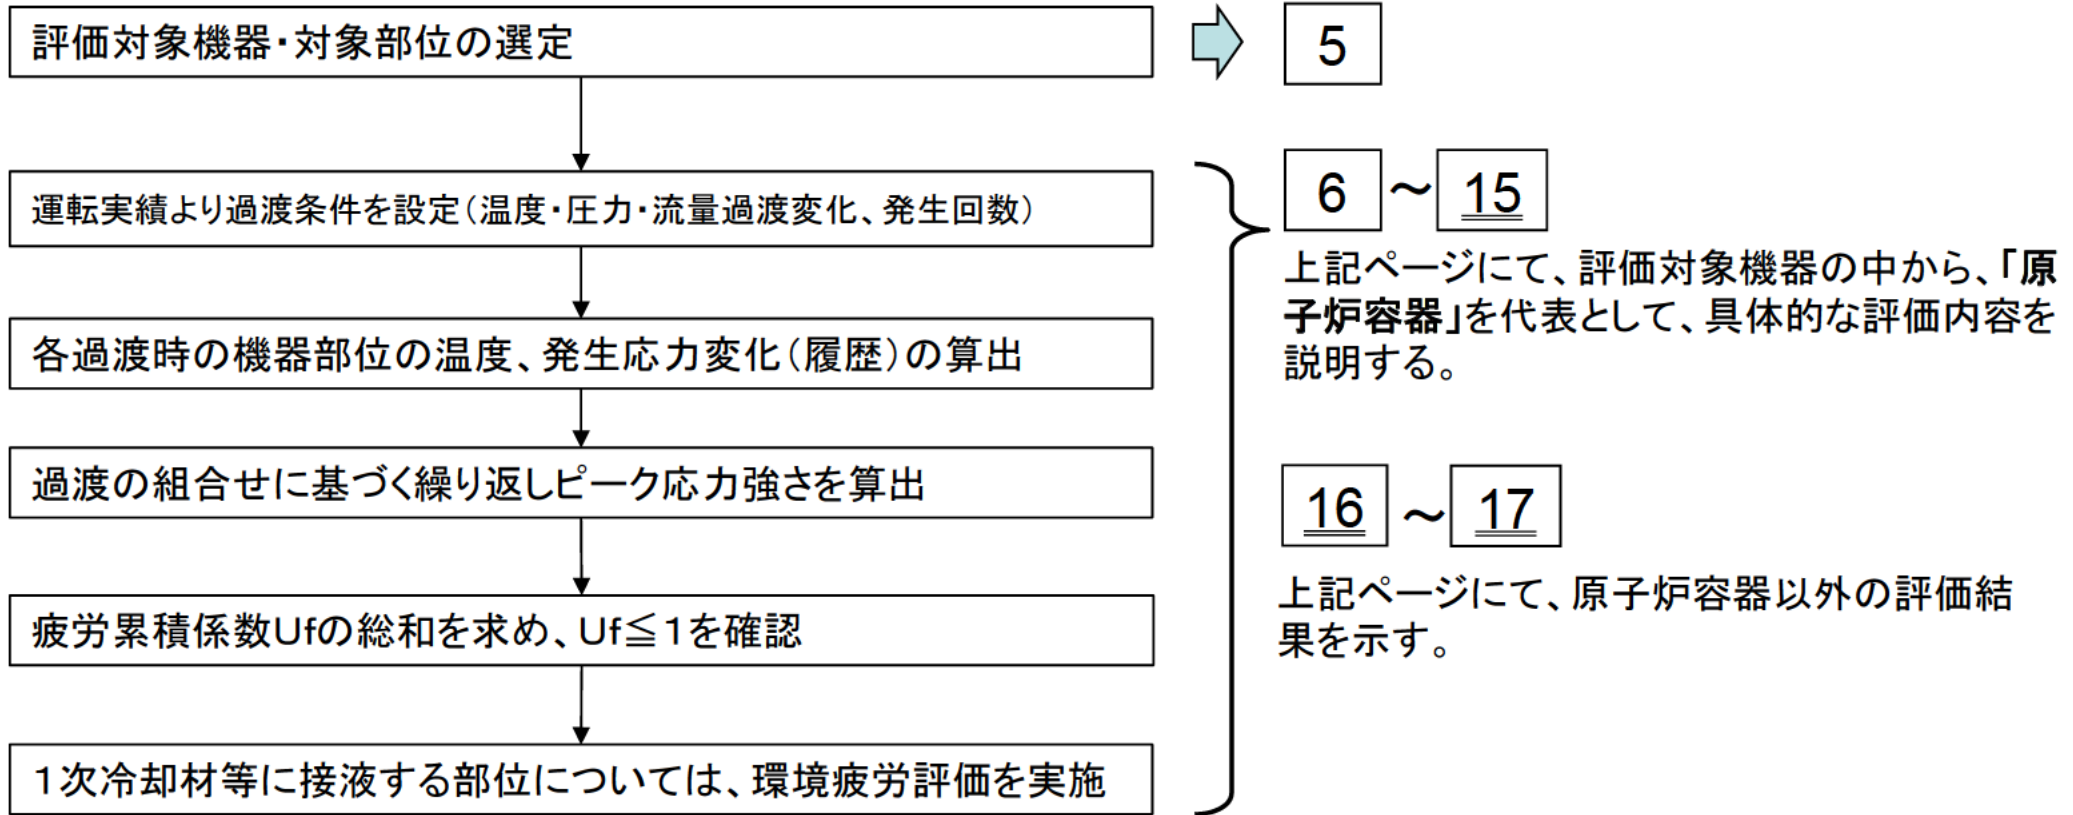 評価対象機器・対象部位の選定
5
運転実績より過渡条件を設定(温度・圧力・流量過渡変化、発生回数)
各過渡時の機器部位の温度、発生応力変化(履歴)の算出
過渡の組合せに基づく繰り返しピーク応力強さを算出
疲労累積係数Ufの総和を求め、Uf≦1を確認
1次冷却材等に接液する部位については、環境疲労評価を実施
6～15
上記ページにて、評価対象機器の中から、「原
子炉容器」を代表として、具体的な評価内容を
説明する。
16～17
上記ページにて、原子炉容器以外の評価結
果を示す。